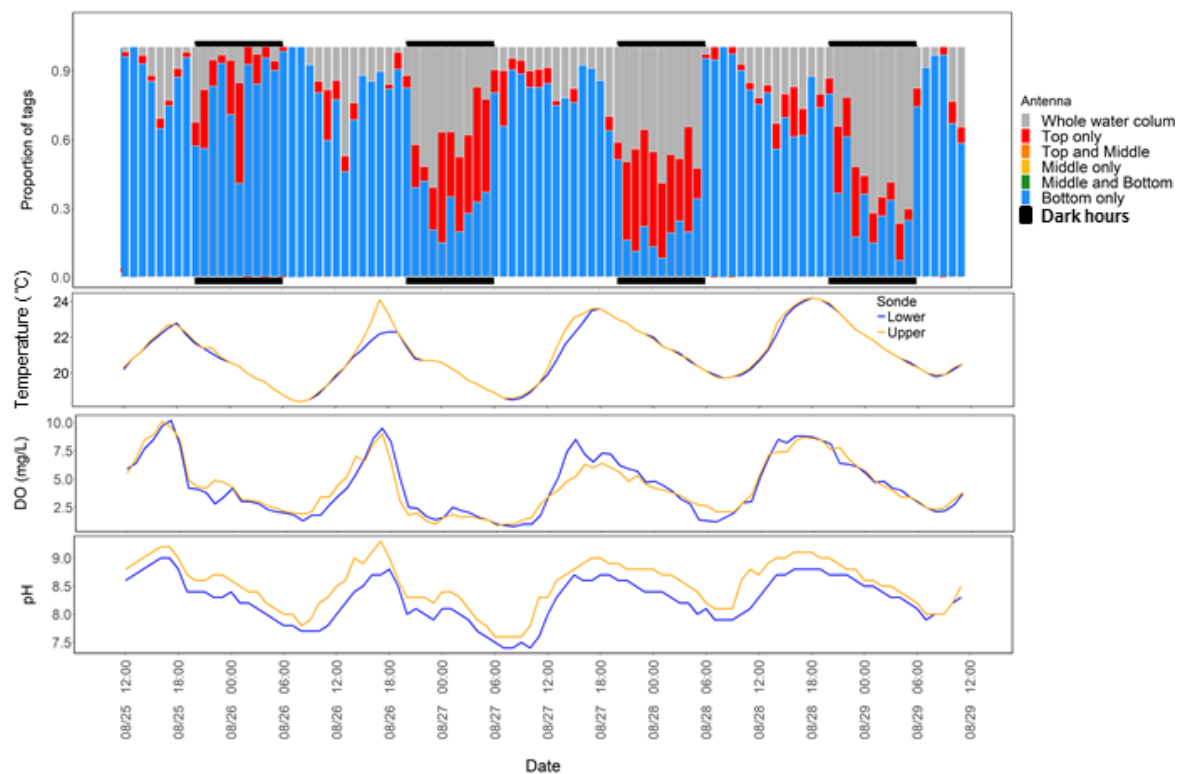 0.9
0.6
0.3
0.0
Proportion of tags
Antenna
Whole water colum
Top only
Top and Middle
Middle only
Middle and Bottom
Bottom only
Dark hours
24
22
20
Temperature (℃)
Sonde
Lower
Upper
10.0
7.5
5.0
2.5
DO (mg/L)
9.0
8.5
8.0
7.5
pH
08/25 12:00
08/25 18:00
08/26 00:00
08/26 06:00
08/26 12:00
08/26 18:00
08/27 00:00
08/27 06:00
08/27 12:00
08/27 18:00
08/28 00:00
08/28 06:00
08/28 12:00
08/28 18:00
08/29 00:00
08/29 06:00
08/29 12:00
Date